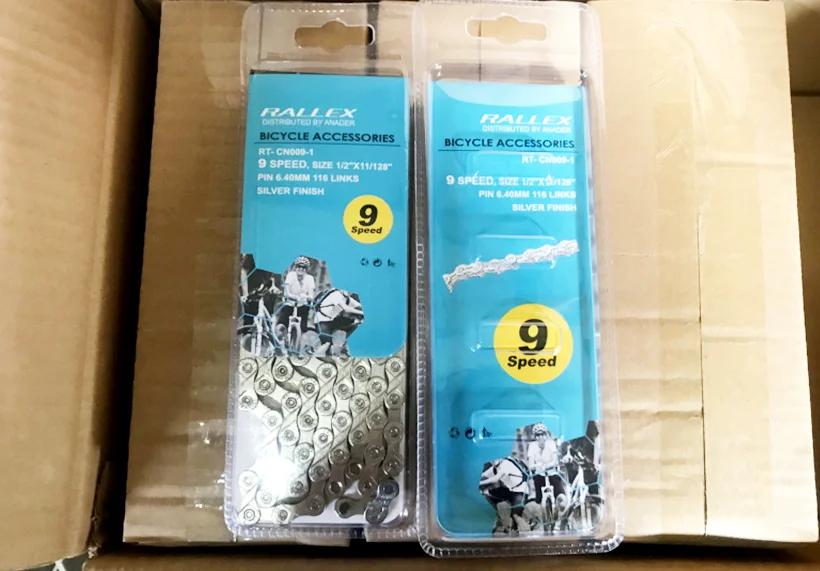 RALLEX
DISTRIBUTED BY ANADER
BICYCLE ACCESSORIES
RT- CN009-1
9 SPEED, SIZE 1/2"X11/128"
PIN 6.40MM 116 LINKS
SILVER FINISH
9
Speed
RALLEX
DISTRIBUTED BY ANADER
BICYCLE ACCESSORIES
RT- CN009-1
9 SPEED, SIZE 1/2"X11/128"
PIN 6.40MM 116 LINKS
SILVER FINISH
9
Speed